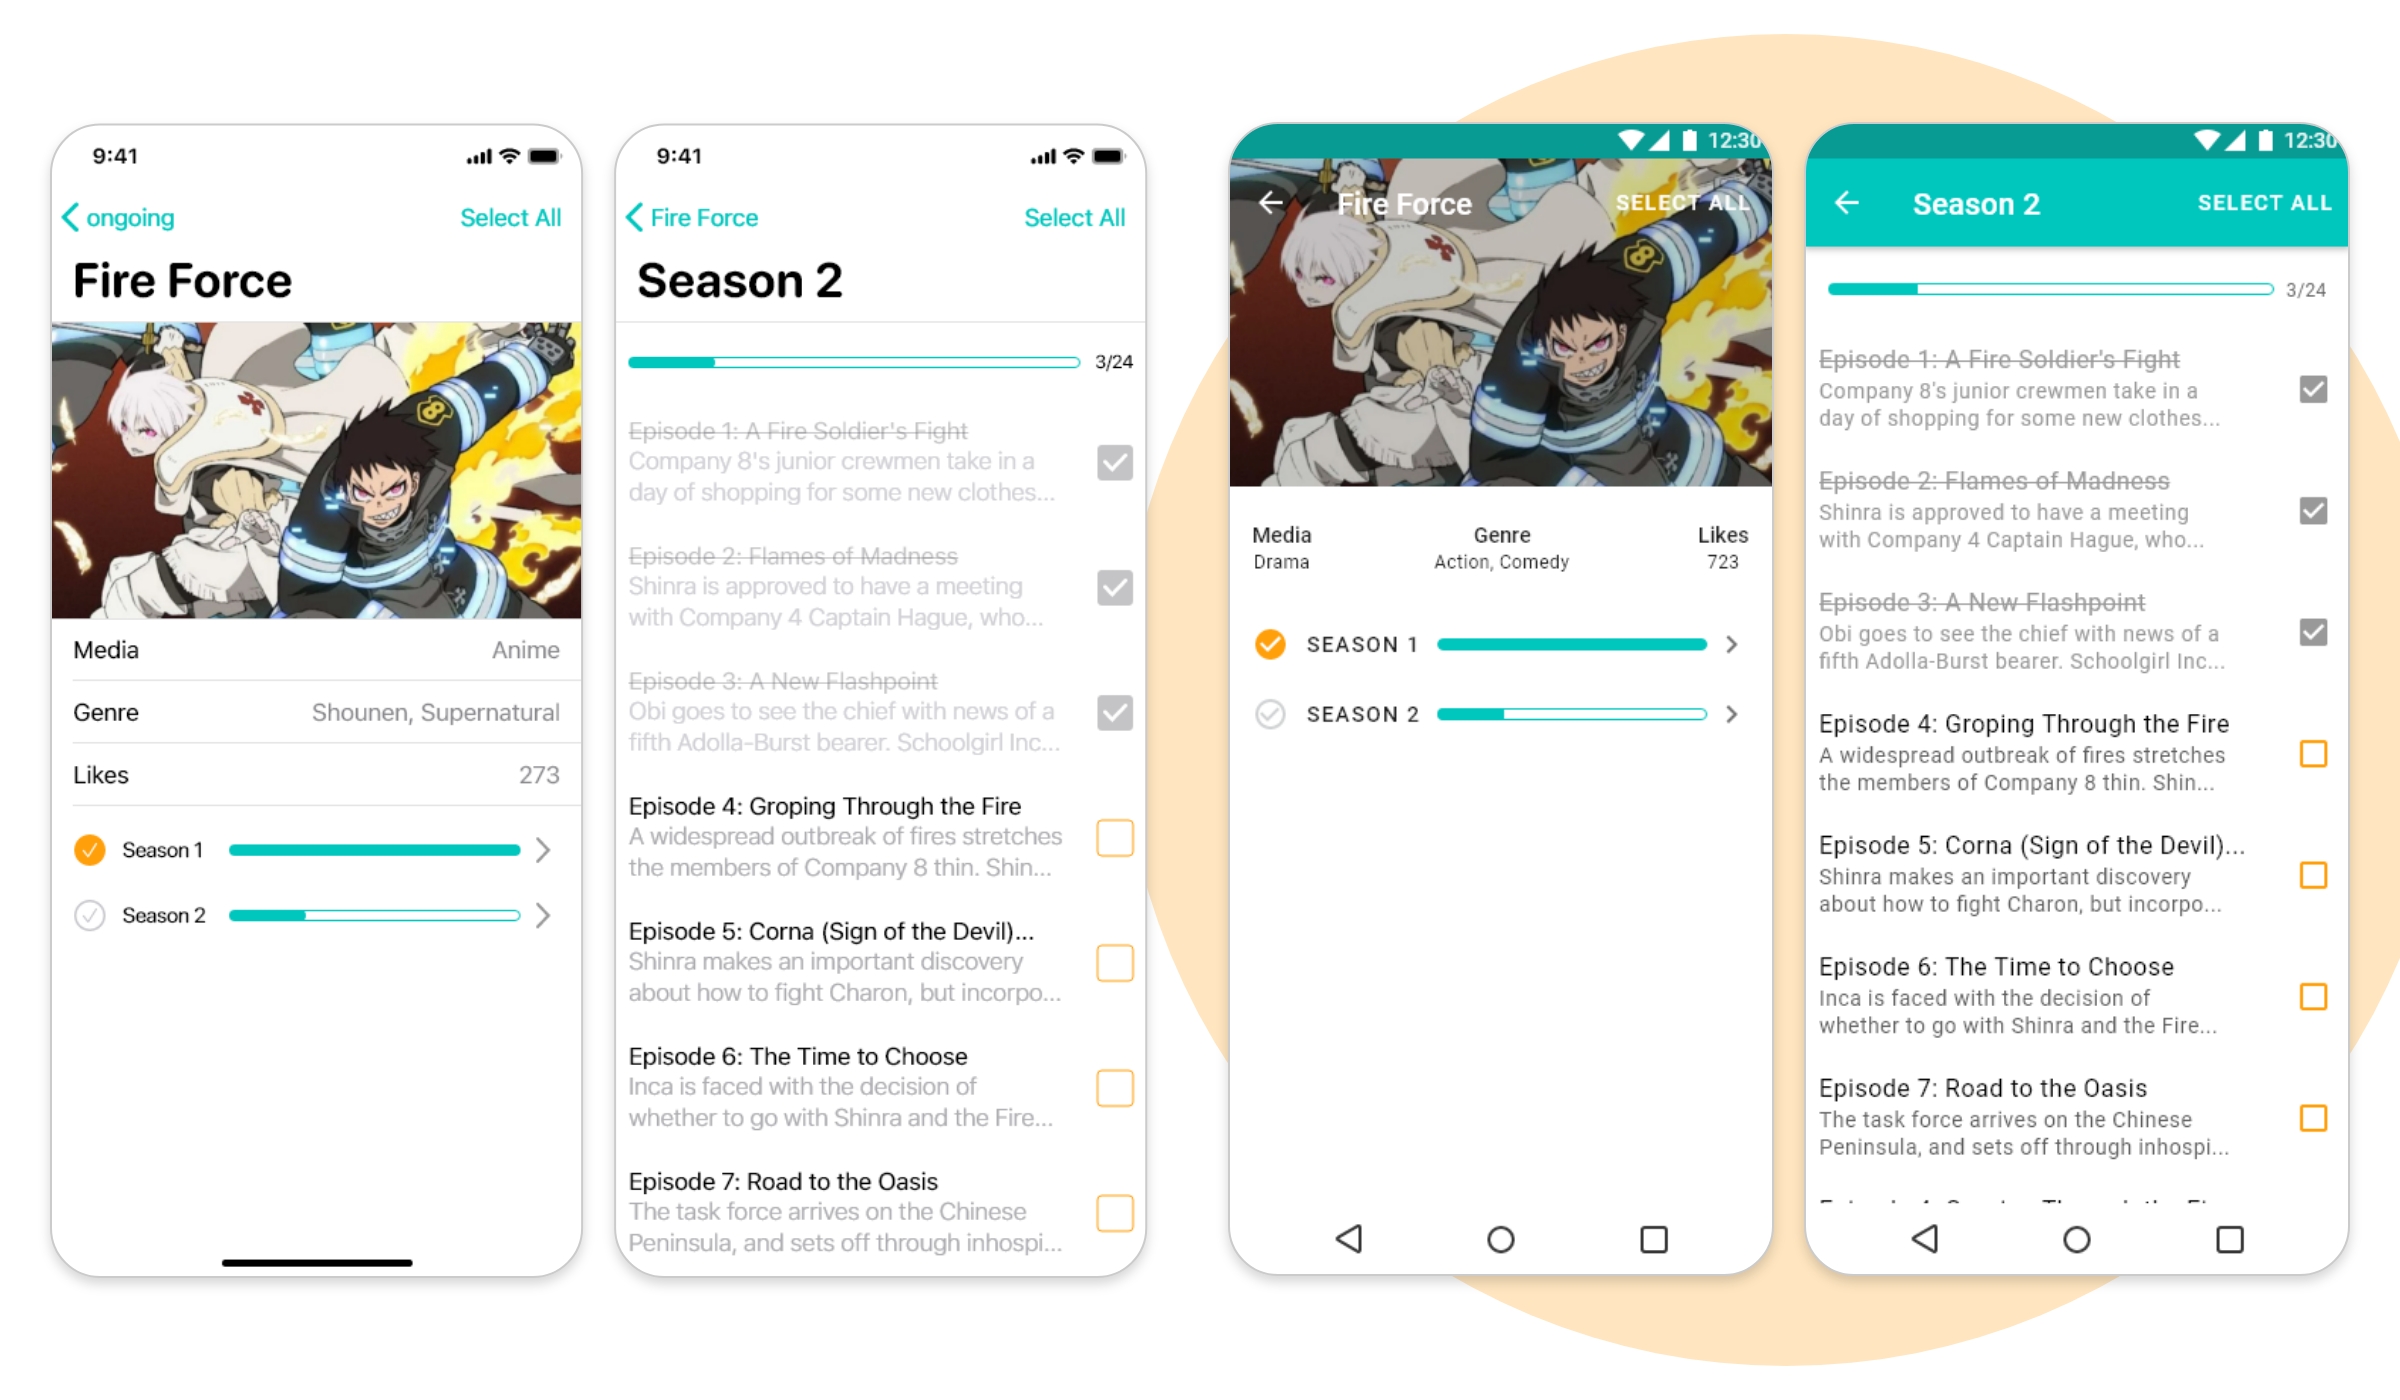 9:41
ongoing
Select All
Fire Force
8
Media
Anime
Genre
Shounen, Supernatural
Likes
273
Season 1
Season 2
9:41
Fire Force
Select All
Season 2
3/24
Episode 1: A Fire Soldier's Fight
Company 8's junior crewmen take in a
day of shopping for some new clothes...
Episode 2: Flames of Madness
Shinra is approved to have a meeting
with Company 4 Captain Hague, who...
Episode 3: A New Flashpoint
Obi goes to see the chief with news of a
fifth Adolla-Burst bearer. Schoolgirl Inc...
Episode 4: Groping Through the Fire
A widespread outbreak of fires stretches
the members of Company 8 thin. Shin...
Episode 5: Corna (Sign of the Devil)...
Shinra makes an important discovery
about how to fight Charon, but incorpo...
Episode 6: The Time to Choose
Inca is faced with the decision of
whether to go with Shinra and the Fire...
Episode 7: Road to the Oasis
The task force arrives on the Chinese
Peninsula, and sets off through inhospi...
12:30
Fire Force
SELECT ALL
8
Media
Drama
Genre
Action, Comedy
Likes
723
SEASON 1
SEASON 2
12:30
Season 2
SELECT ALL
3/24
Episode 1: A Fire Soldier's Fight
Company 8's junior crewmen take in a
day of shopping for some new clothes...
Episode 2: Flames of Madness
Shinra is approved to have a meeting
with Company 4 Captain Hague, who...
Episode 3: A New Flashpoint
Obi goes to see the chief with news of a
fifth Adolla-Burst bearer. Schoolgirl Inc...
Episode 4: Groping Through the Fire
A widespread outbreak of fires stretches
the members of Company 8 thin. Shin...
Episode 5: Corna (Sign of the Devil)...
Shinra makes an important discovery
about how to fight Charon, but incorpo...
Episode 6: The Time to Choose
Inca is faced with the decision of
whether to go with Shinra and the Fire...
Episode 7: Road to the Oasis
The task force arrives on the Chinese
Peninsula, and sets off through inhospi...